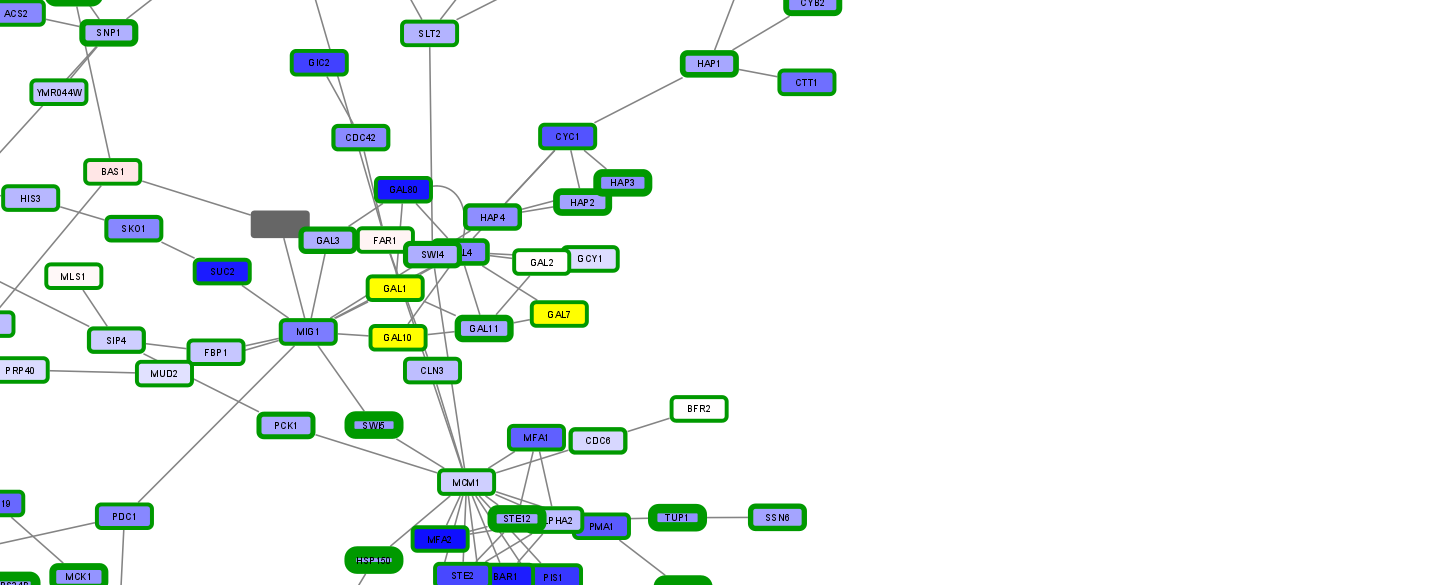 ACS2
SNP1
SLT2
CYB2
GIC2
HAP1
CTT1
YMR044W
CDC42
CYC1
BAS1
HAP3
GAL80
HIS3
HAP2
HAP4
SKO1
GAL3
FAR1
SWI4
L4
GAL2
GCY1
MLS1
SUC2
GAL1
GAL7
MIG1
GAL11
GAL10
SIP4
FBP1
PRP40
MUD2
CLN3
BFR2
PCK1
SWI5
MFA1
CDC6
MCM1
19
PDC1
STE12
LPHA2
PMA1
TUP1
SSN6
MFA2
HSP150
MCK1
STE2
BAR1
PIS1